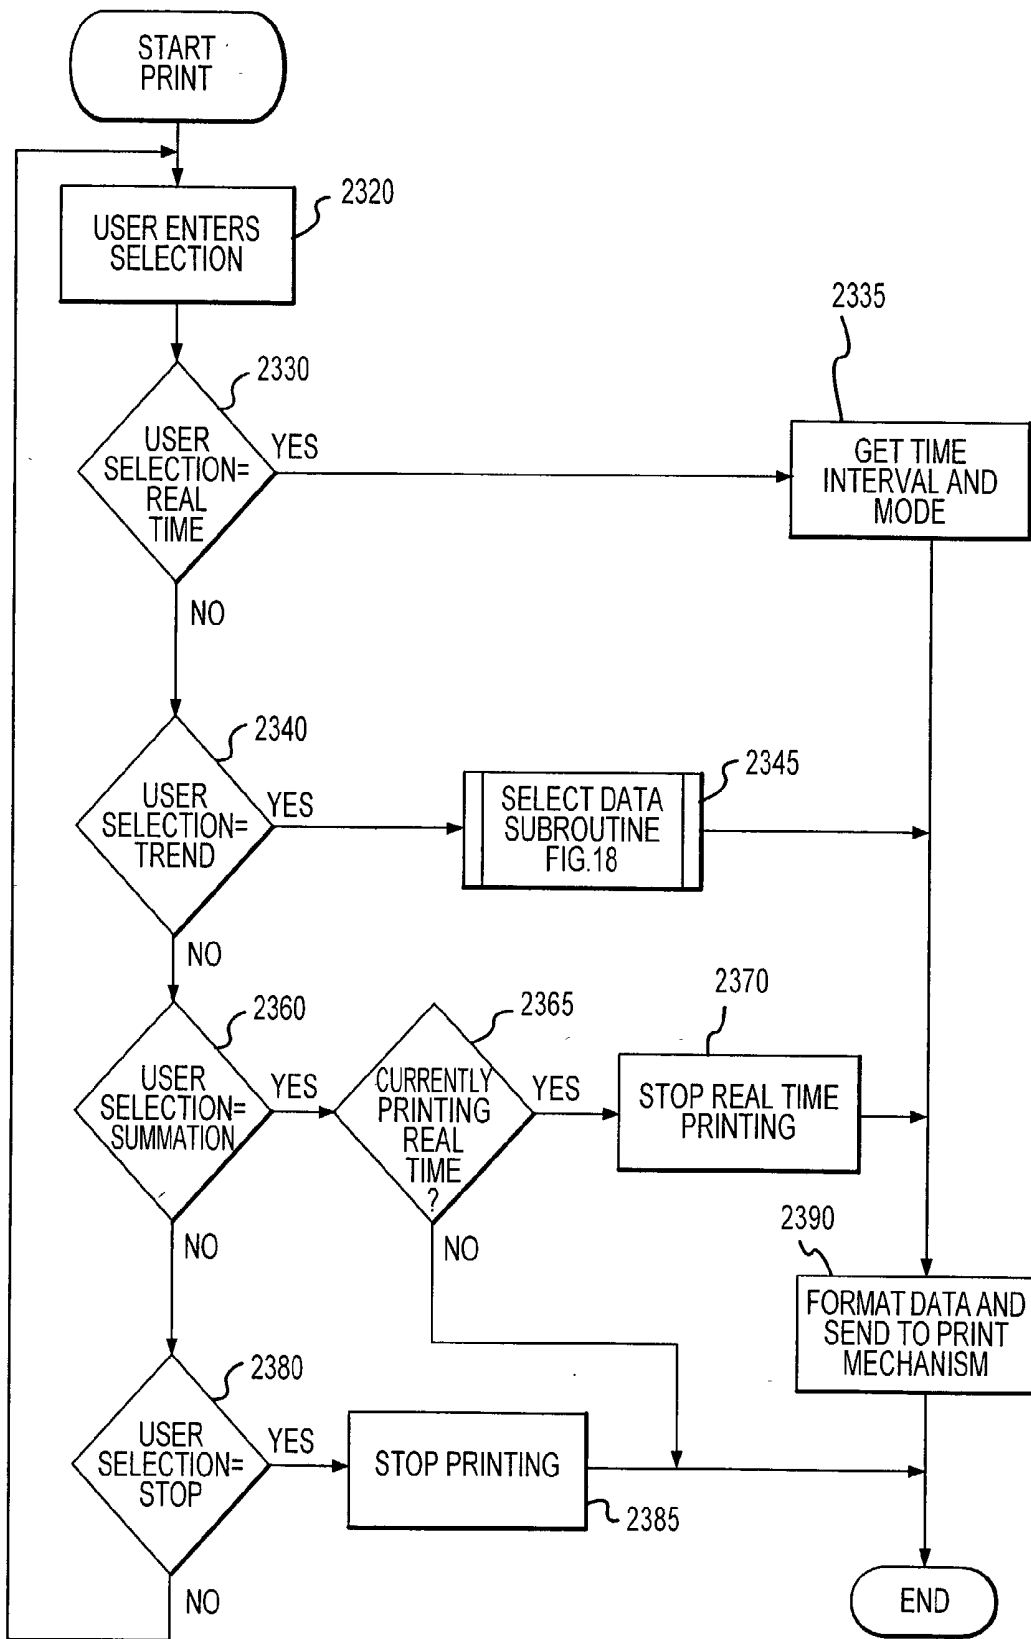 START
PRINT
2320
USER ENTERS
SELECTION
2335
2330
USER
SELECTION=
REAL
TIME
YES
GET TIME
INTERVAL AND
MODE
NO
2340
USER
SELECTION=
TREND
YES
2345
SELECT DATA
SUBROUTINE
FIG.18
NO
2360
USER
SELECTION=
SUMMATION
YES
2365
CURRENTLY
PRINTING
REAL
TIME
?
YES
2370
STOP REAL TIME
PRINTING
NO
NO
2390
FORMAT DATA AND
SEND TO PRINT
MECHANISM
2380
USER
SELECTION=
STOP
YES
STOP PRINTING
2385
NO
END